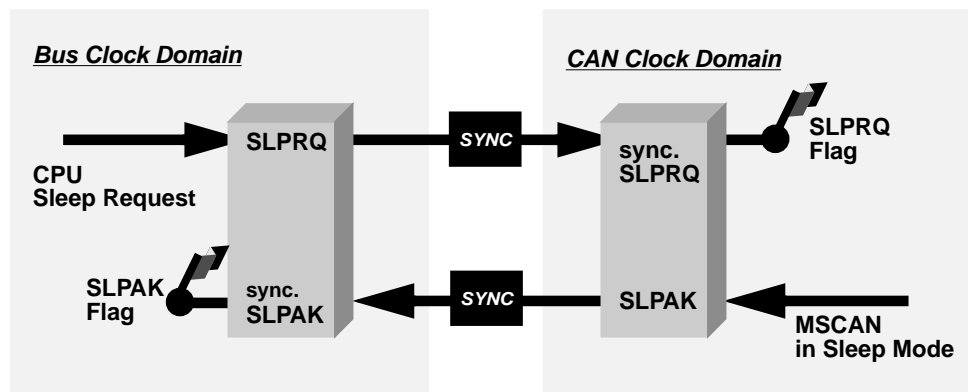 Bus Clock Domain
CAN Clock Domain
SLPRQ
SYNC
sync.
SLPRQ
SLPRQ
Flag
CPU
Sleep Request
SLPAK
Flag
sync.
SLPAK
SYNC
SLPAK
MSCAN
in Sleep Mode